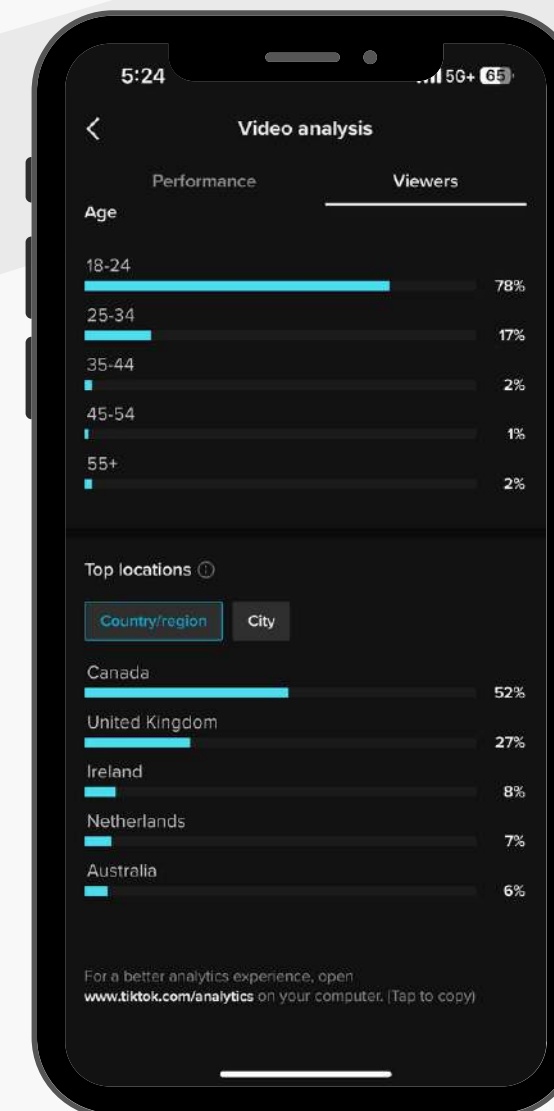 5:24
5G+ 65
Video analysis
Performance Viewers
Age
18-24
78%
25-34
17%
35-44
2%
45-54
1%
55+
2%
Top locations
Country/region City
Canada
52%
United Kingdom
27%
Ireland
8%
Netherlands
7%
Australia
6%
For a better analytics experience, open
www.tiktok.com/analytics on your computer. (Tap to copy)